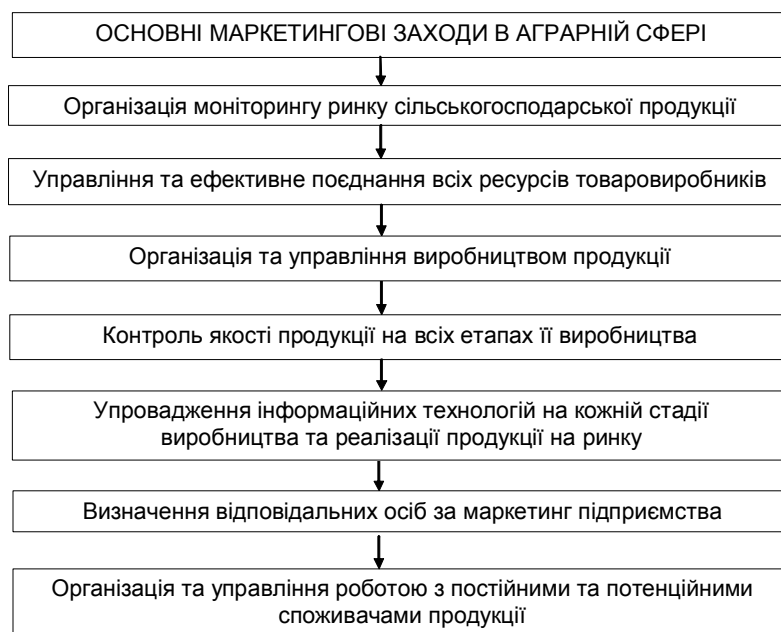 ОСНОВНІ МАРКЕТИНГОВІ ЗАХОДИ В АГРАРНІЙ СФЕРІ
Організація моніторингу ринку сільськогосподарської продукції
Управління та ефективне поєднання всіх ресурсів товаровиробників
Організація та управління виробництвом продукції
Контроль якості продукції на всіх етапах її виробництва
Упровадження інформаційних технологій на кожній стадії
виробництва та реалізації продукції на ринку
Визначення відповідальних осіб за маркетинг підприємства
Організація та управління роботою з постійними та потенційними
споживачами продукції